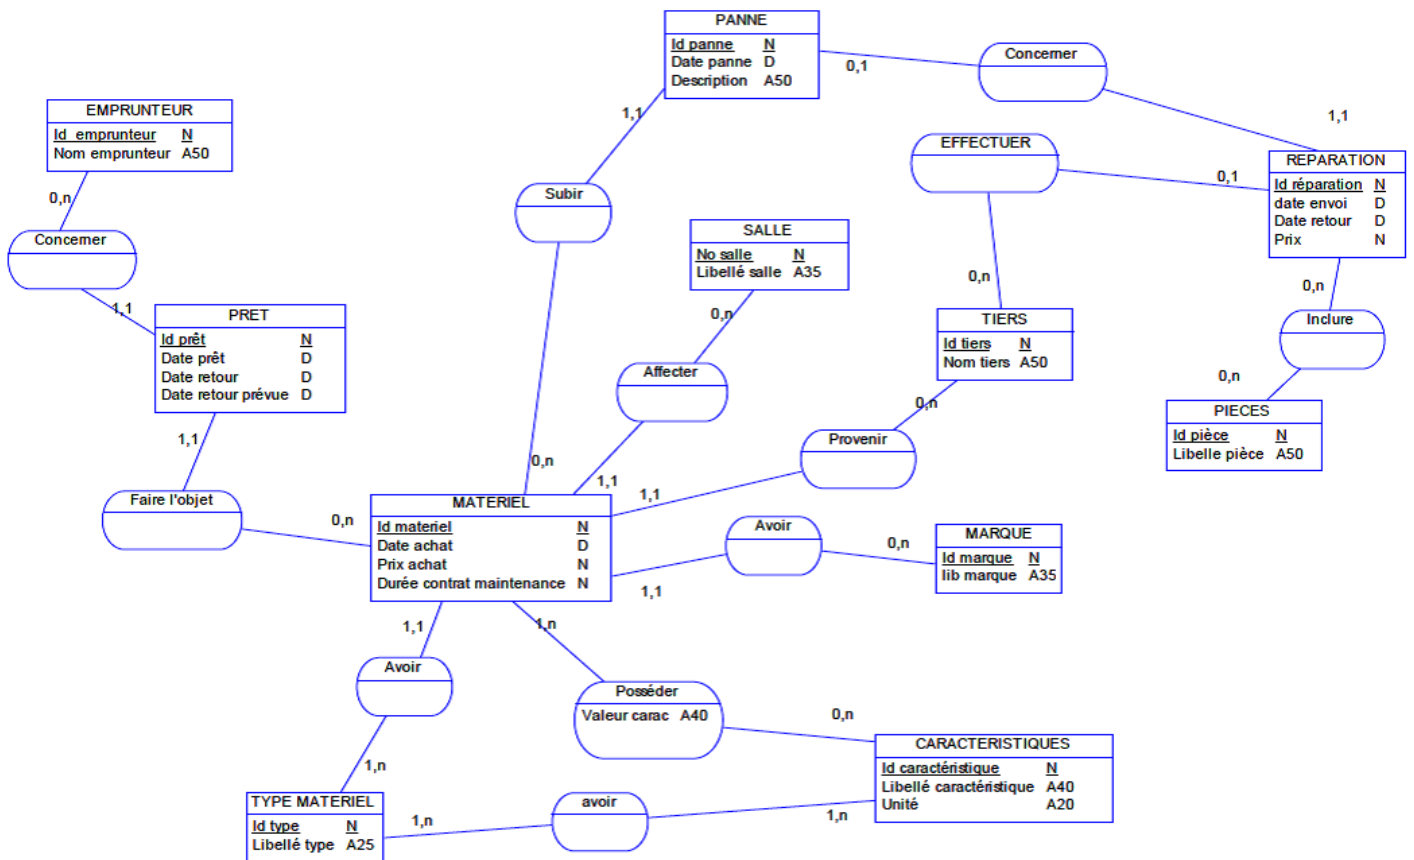 PANNE
Id panne N
Date panne D
Description A50
0,1
Concerner
1,1
1,1
EMPRUNTEUR
Id emprunteur N
Nom emprunteur A50
0,n
Concerner
1,1
EFFECTUER
0,1
0,n
REPARATION
Id réparation N
date envoi D
Date retour D
Prix N
0,n
Subir
0,n
SALLE
No salle N
Libellé salle A35
0,n
Affecter
1,1
PRET
Id prêt N
Date prêt D
Date retour D
Date retour prévue D
1,1
Faire l'objet
0,n
TIERS
Id tiers N
Nom tiers A50
0,n
Provenir
1,1
Inclure
0,n
PIECES
Id pièce N
Libelle pièce A50
MATERIEL
Id materiel N
Date achat D
Prix achat N
Durée contrat maintenance N
Avoir
1,1
0,n
MARQUE
Id marque N
lib marque A35
1,1
Avoir
1,n
1,n
Posséder
Valeur carac A40
0,n
CARACTERISTIQUES
Id caractéristique N
Libellé caractéristique A40
Unité A20
TYPE MATERIEL
Id type N
Libellé type A25
1,n
avoir
1,n